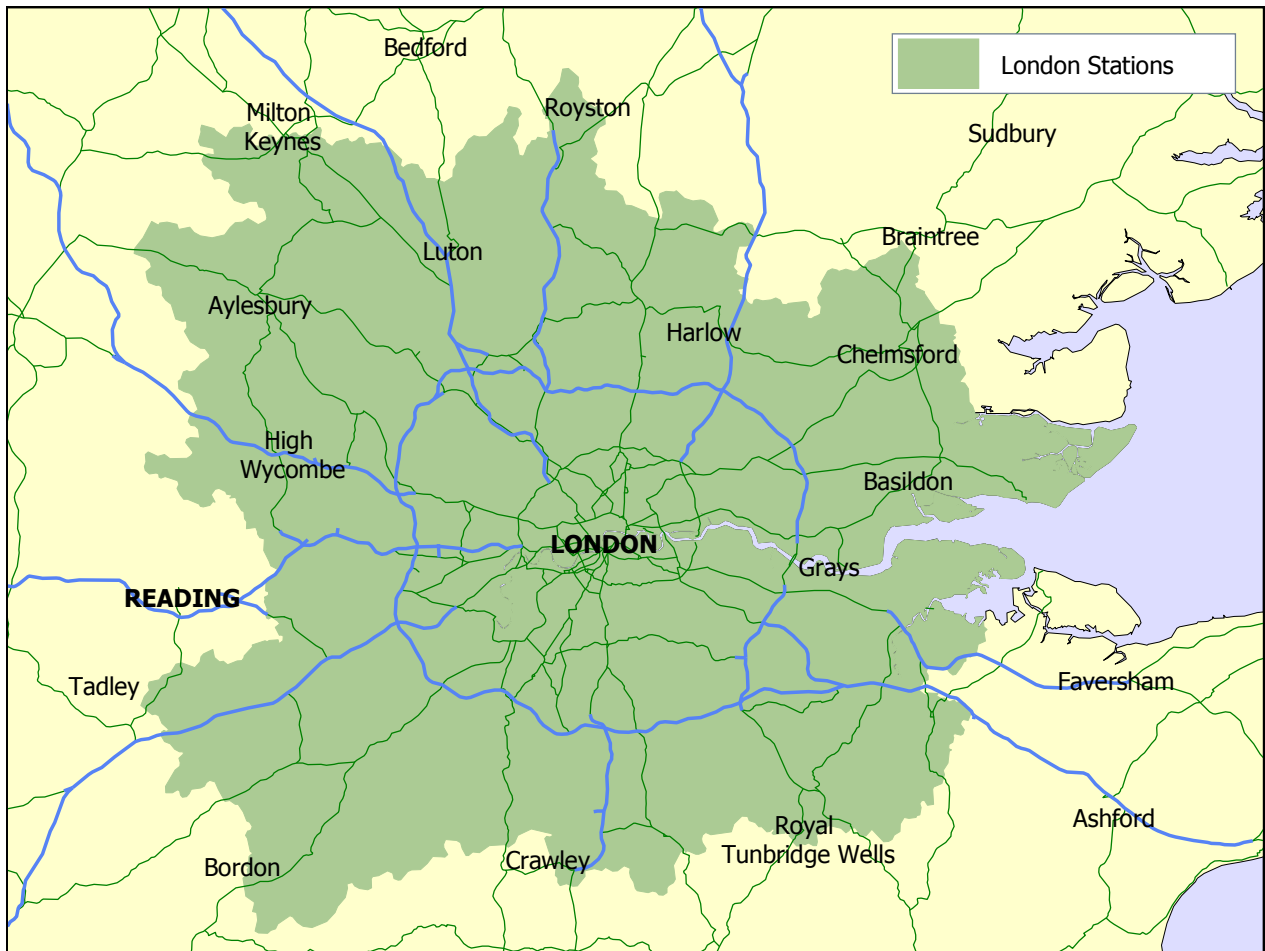 Bedford
London Stations
Royston
Milton
Keynes
Sudbury
Braintree
Luton
Aylesbury
Harlow
Chelmsford
High
Wycombe
Basildon
LONDON
Grays
READING
Tadley
Faversham
Ashford
Royal
Tunbridge Wells
Crawley
Bordon